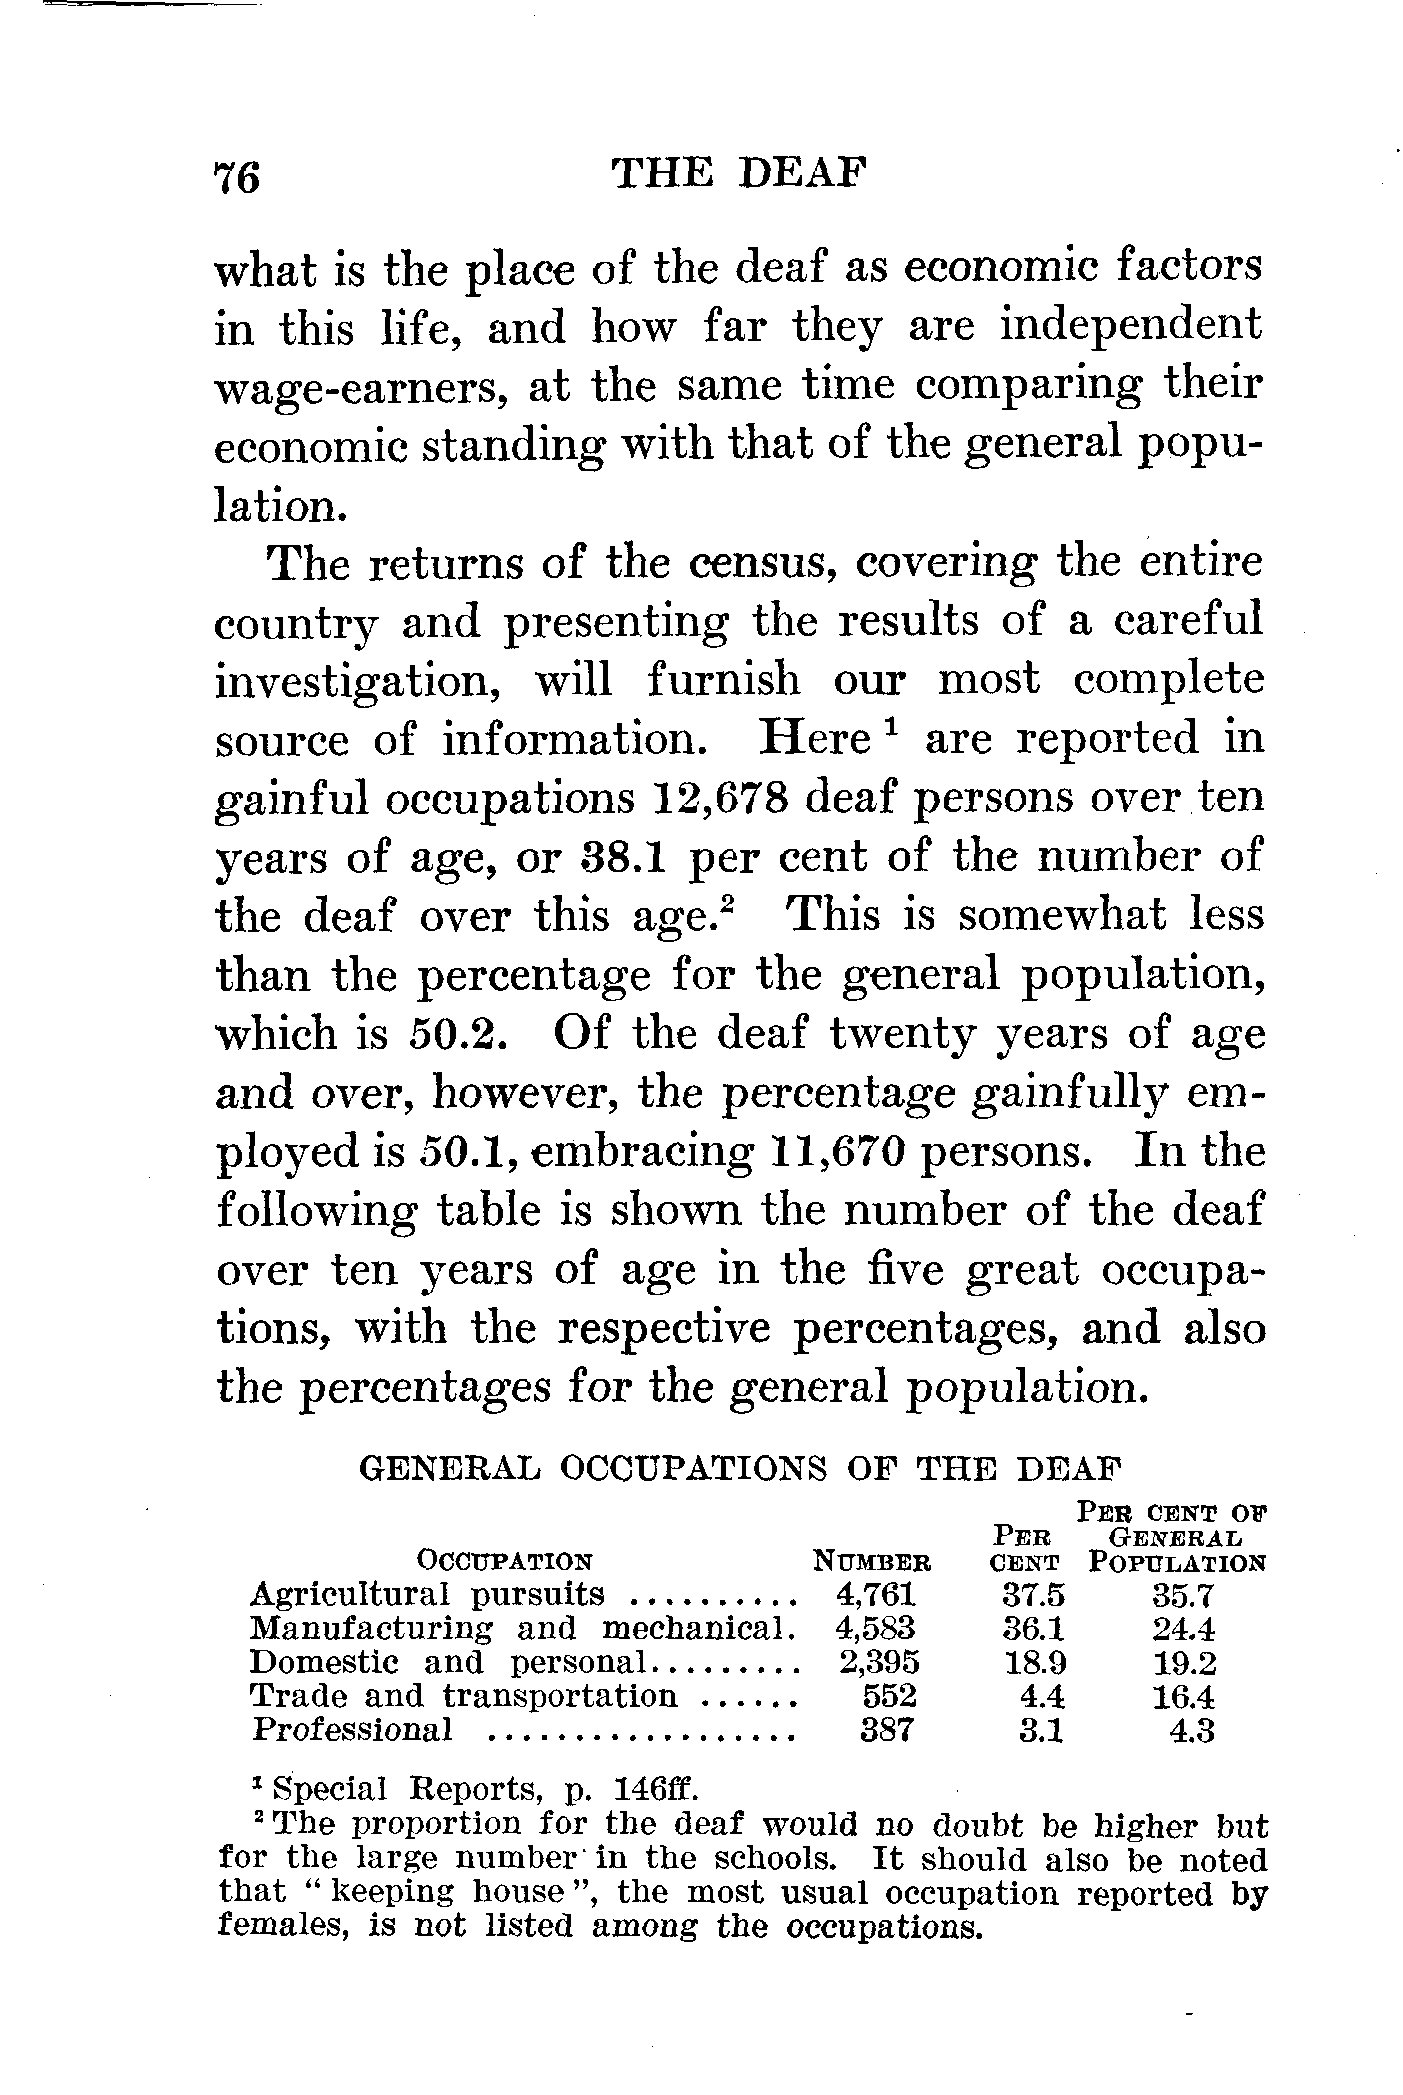 76 THE DEAF
what is the place of the deaf as economic factors
in this life, and how far they are independent
wage-earners, at the same time comparing their
economic standing with that of the general popu-
lation.
The returns of the census, covering the entire
country and presenting the results of a careful
investigation, will furnish our most complete
source of information. Here ¹ are reported in
gainful occupations 12,678 deaf persons over ten
years of age, or 38.1 per cent of the number of
the deaf over this age.² This is somewhat less
than the percentage for the general population,
which is 50.2. Of the deaf twenty years of age
and over, however, the percentage gainfully em-
ployed is 50.1, embracing 11,670 persons. In the
following table is shown the number of the deaf
over ten years of age in the five great occupa-
tions, with the respective percentages, and also
the percentages for the general population.
GENERAL OCCUPATIONS OF THE DEAF
PER CENT OF
PER GENERAL
OCCUPATION NUMBER CENT POPULATION
Agricultural pursuits .......... 4,761 37.5 35.7
Manufacturing and mechanical. 4,583 36.1 24.4
Domestic and personal......... 2,395 18.9 19.2
Trade and transportation ...... 552 4.4 16.4
Professional .................. 387 3.1 4.3
¹ Special Reports, p. 146ff.
² The proportion for the deaf would no doubt be higher but
for the large number in the schools. It should also be noted
that " keeping house ", the most usual occupation reported by
females, is not listed among the occupations.